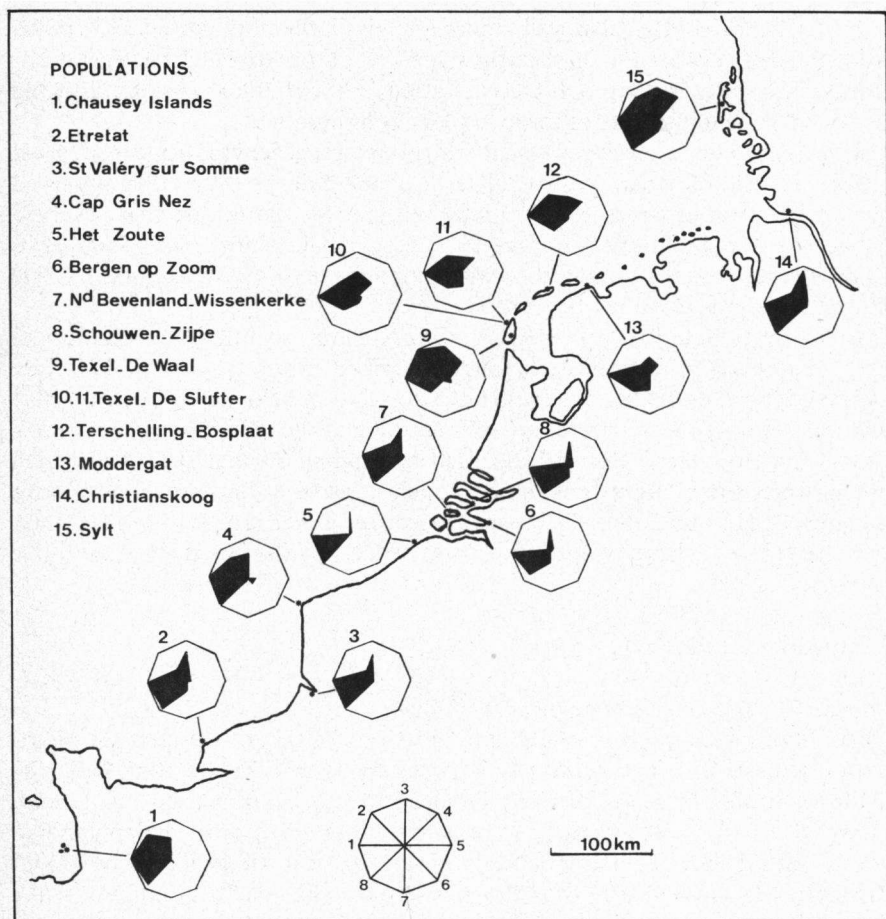 POPULATIONS
1.Chausey Islands
2.Etretat
3.St Valéry sur Somme
4.Cap Gris Nez
5.Het Zoute
6.Bergen op Zoom
7.Nd Bevenland_Wissenkerke
8.Schouwen_Zijpe
9.Texel_De Waal
10.11.Texel_De Slufter
12.Terschelling_Bosplaat
13.Moddergat
14.Christianskoog
15.Sylt
15
12
11
10
14
9
13
7
8
5
6
4
2
3
1
3
2
4
1
5
8
6
7
100km